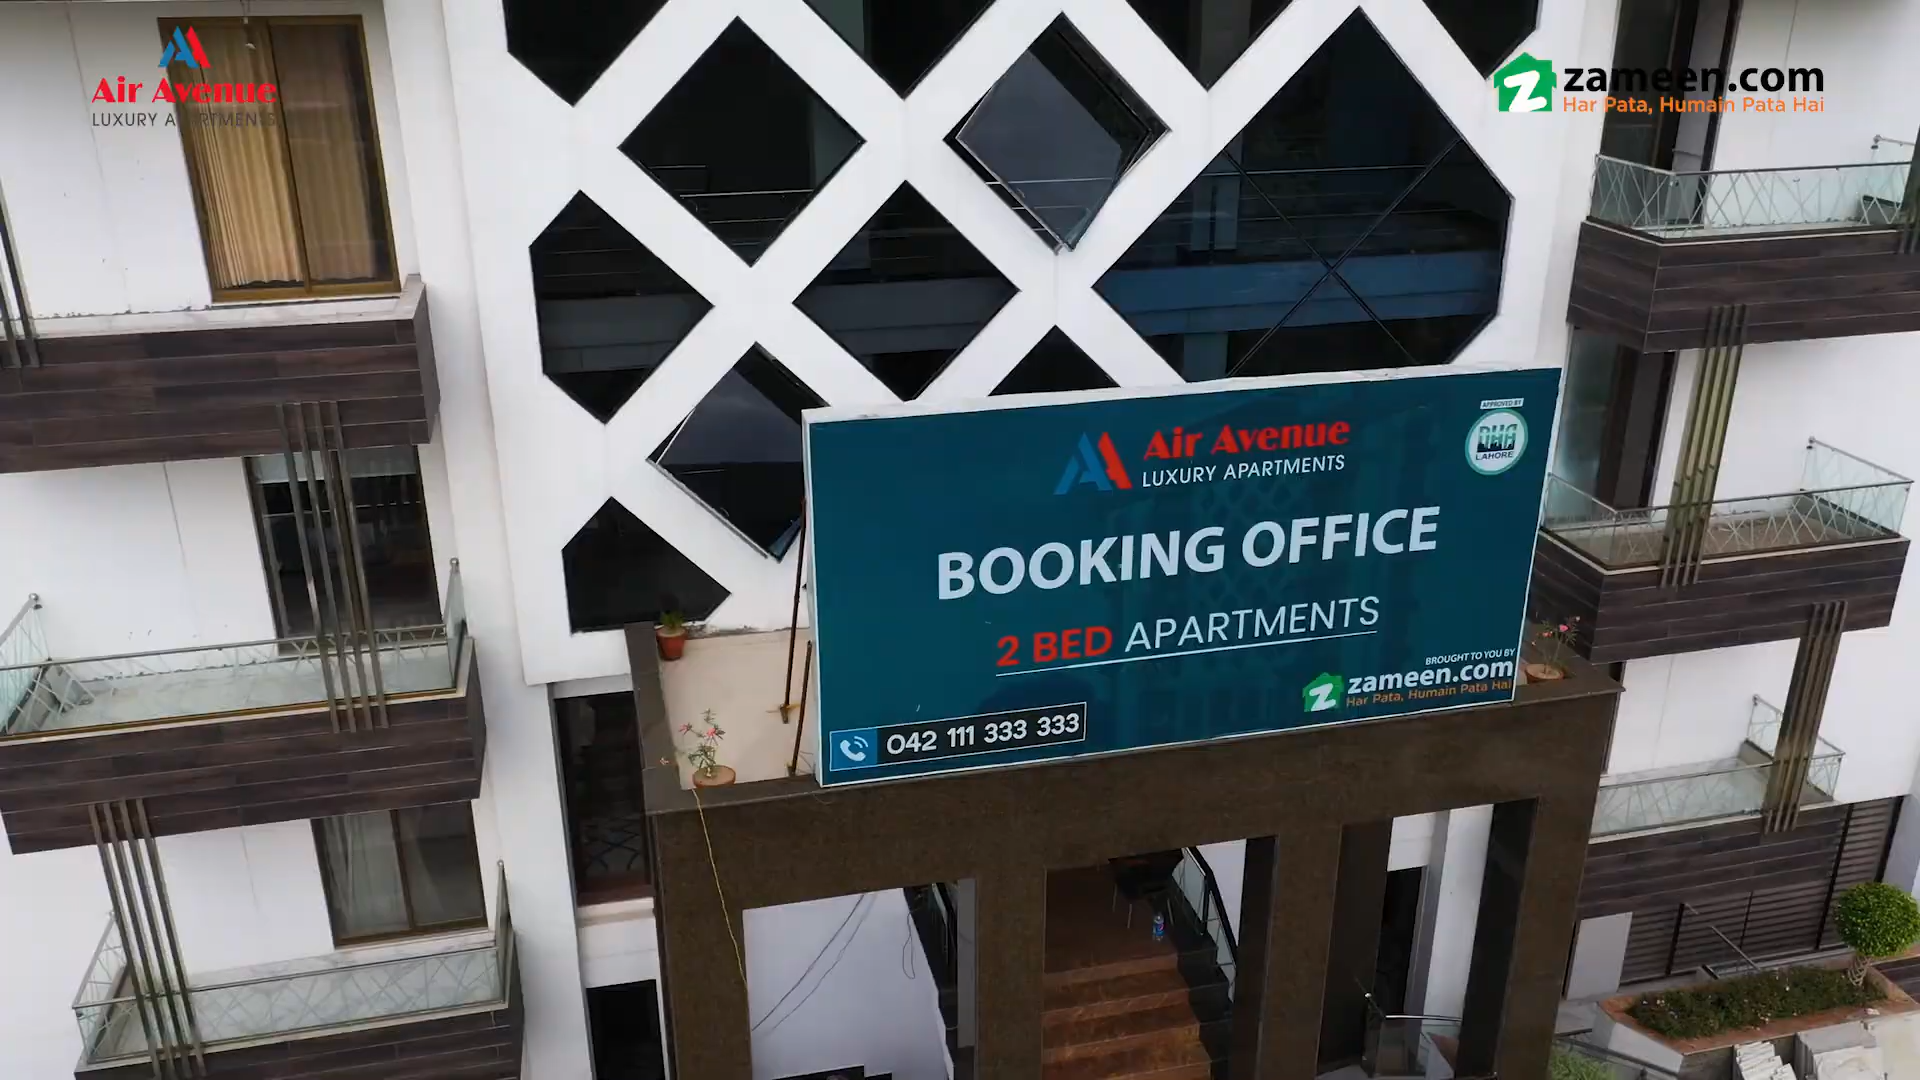 Air Avenue
LUXURY APARTMENTS
zameen.com
Har Pata, Humain Pata Hai
APPROVED BY
DHA
LAHORE
Air Avenue
LUXURY APARTMENTS
BOOKING OFFICE
2 BED APARTMENTS
BROUGHT TO YOU BY
zameen.com
Har Pata, Humain Pata Hai
042 111 333 333